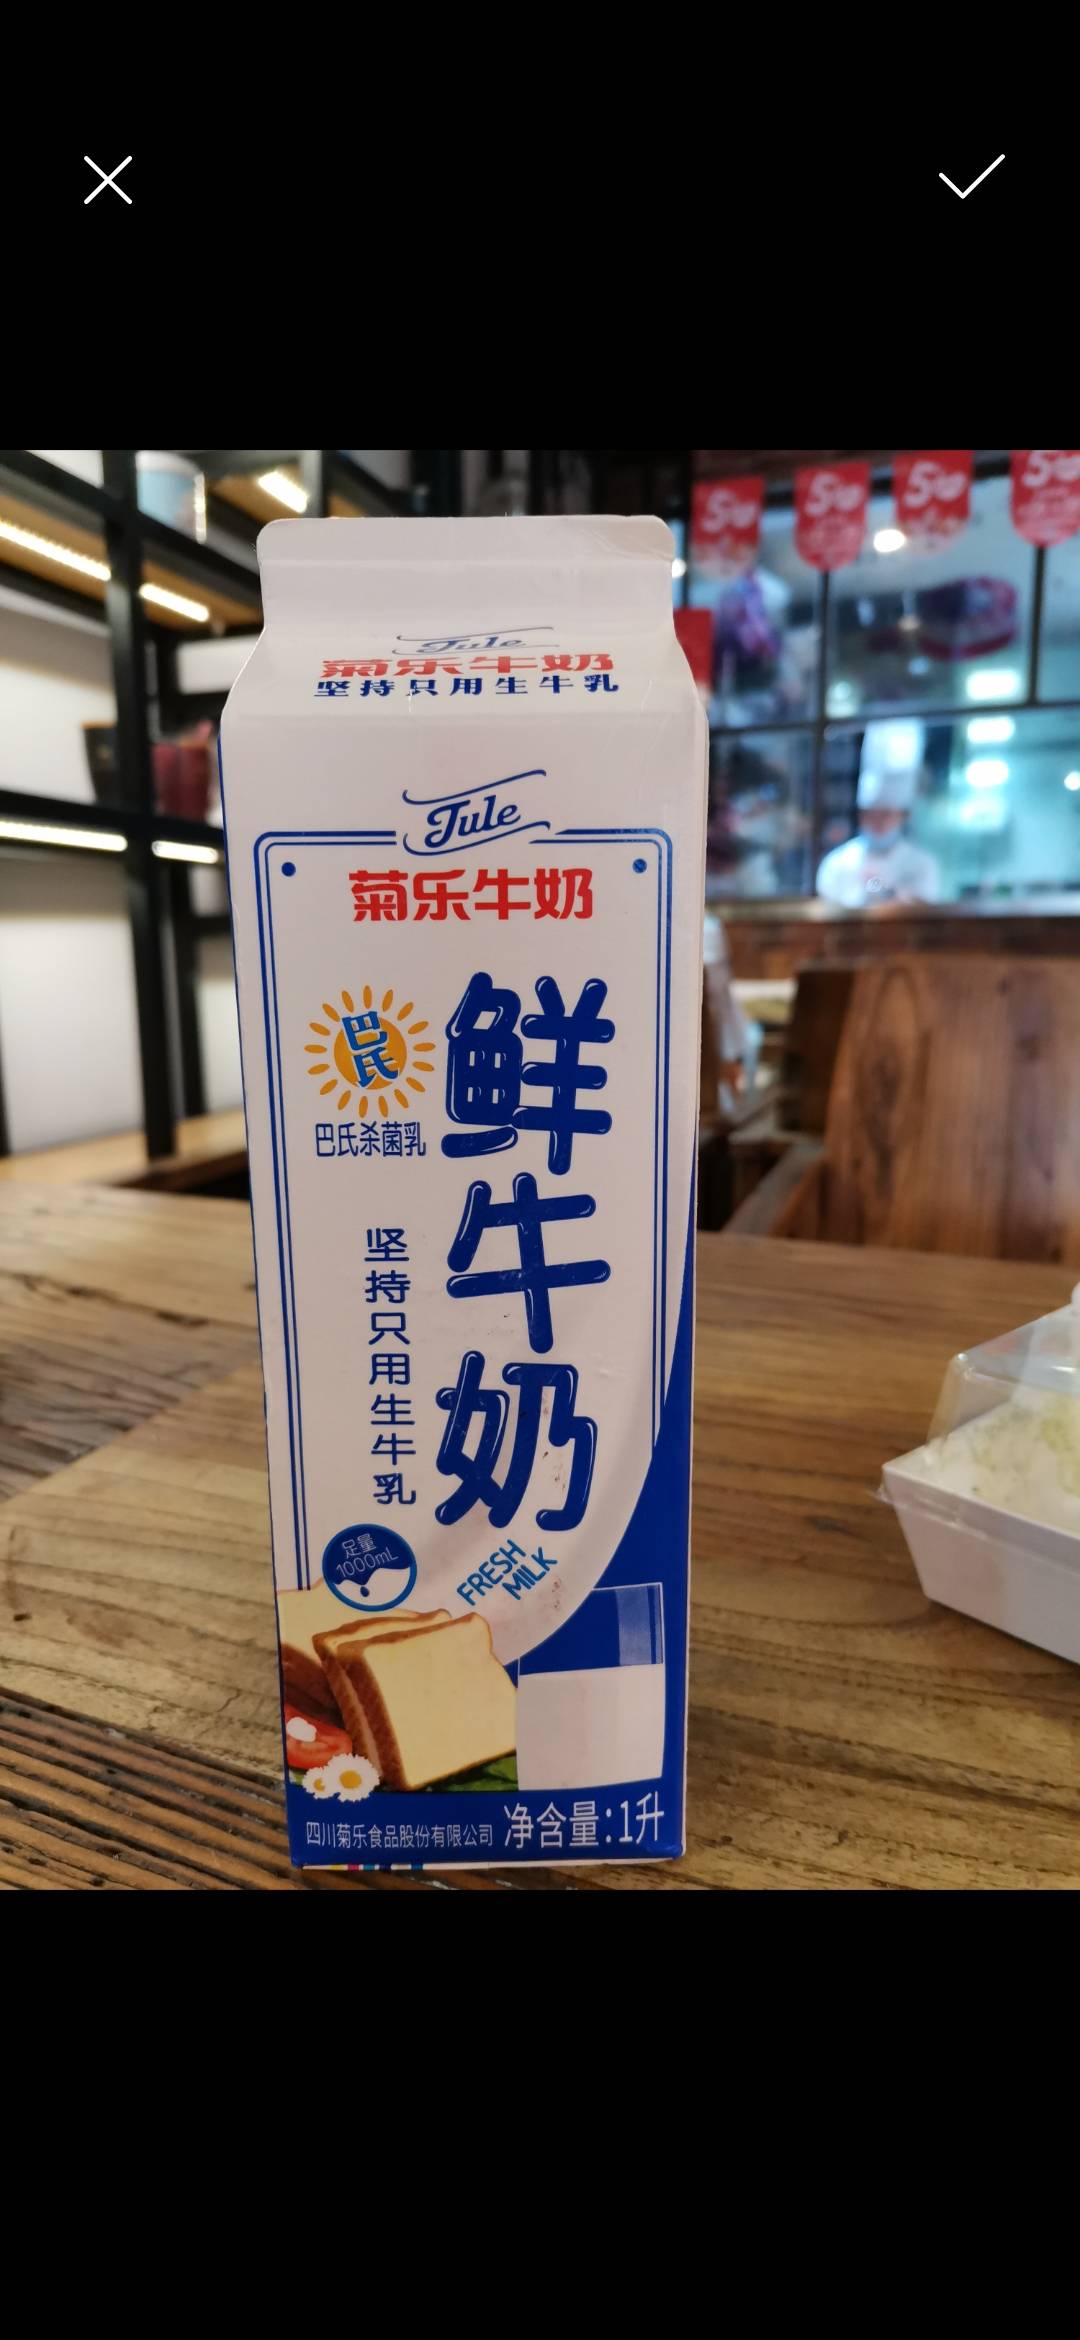 Jule
菊乐牛奶
坚持只用生牛乳
Jule
菊乐牛奶
巴氏
巴氏杀菌乳
鲜牛奶
坚持只用生牛乳
足量
1000mL
FRESH
MILK
四川菊乐食品股份有限公司
净含量:1升